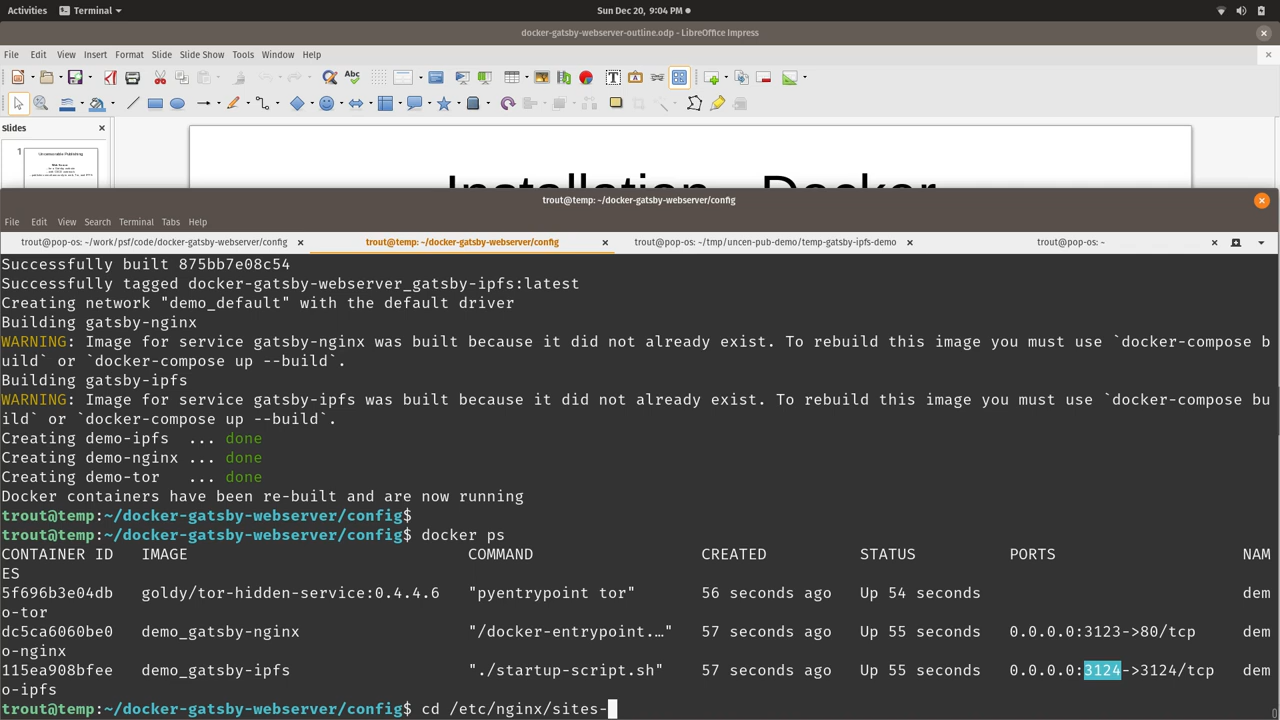 Activities
Terminal
Sun Dec 20, 9:04 PM
docker-gatsby-webserver-outline.odp - LibreOffice Impress
File Edit View Insert Format Slide Slide Show Tools Window Help
Abc
Slides
1
Uncensorable Publishing
Installation - Docker
trout@temp: ~/docker-gatsby-webserver/config
File Edit View Search Terminal Tabs Help
trout@pop-os: ~/work/psf/code/docker-gatsby-webserver/config
trout@temp: ~/docker-gatsby-webserver/config
trout@pop-os: ~/tmp/uncen-pub-demo/temp-gatsby-ipfs-demo
trout@pop-os: ~
Successfully built 875bb7e08c54
Successfully tagged docker-gatsby-webserver_gatsby-ipfs:latest
Creating network "demo_default" with the default driver
Building gatsby-nginx
WARNING: Image for service gatsby-nginx was built because it did not already exist. To rebuild this image you must use `docker-compose b
uild` or `docker-compose up --build`.
Building gatsby-ipfs
WARNING: Image for service gatsby-ipfs was built because it did not already exist. To rebuild this image you must use `docker-compose bu
ild` or `docker-compose up --build`.
Creating demo-ipfs  ... done
Creating demo-nginx ... done
Creating demo-tor   ... done
Docker containers have been re-built and are now running
trout@temp:~/docker-gatsby-webserver/config$
trout@temp:~/docker-gatsby-webserver/config$ docker ps
CONTAINER ID   IMAGE                              COMMAND                  CREATED          STATUS          PORTS                    NAM
ES
5f696b3e04db   goldy/tor-hidden-service:0.4.4.6   "pyentrypoint tor"       56 seconds ago   Up 54 seconds                            dem
o-tor
dc5ca6060be0   demo_gatsby-nginx                  "/docker-entrypoint.…"   57 seconds ago   Up 55 seconds   0.0.0.0:3123->80/tcp     dem
o-nginx
115ea908bfee   demo_gatsby-ipfs                   "./startup-script.sh"    57 seconds ago   Up 55 seconds   0.0.0.0:3124->3124/tcp   dem
o-ipfs
trout@temp:~/docker-gatsby-webserver/config$ cd /etc/nginx/sites-